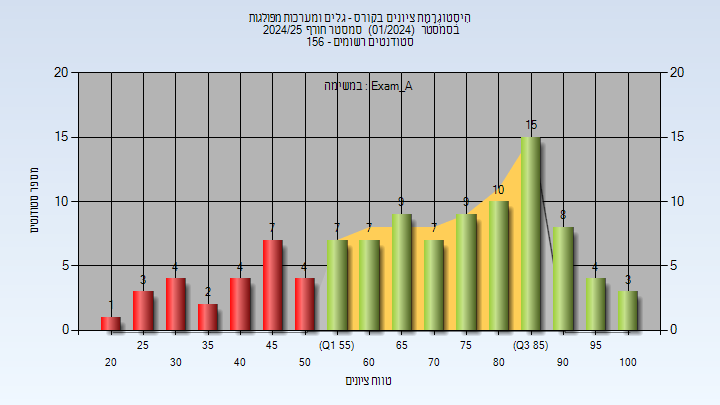 היסטוגרמת ציונים בקורס - גלים ומערכות מפולגות
בסמסטר (01/2024) סמסטר חורף 2024/25
סטודנטים רשומים - 156
במשימה : Exam_A
מספר סטודנטים
20 20
15 15
10 10
5 5
0 0
1 3 4 2 4 7 4 7 7 9 7 9 10 15 8 4 3
25 35 45 (Q1 55) 65 75 (Q3 85) 95
20 30 40 50 60 70 80 90 100
טווח ציונים